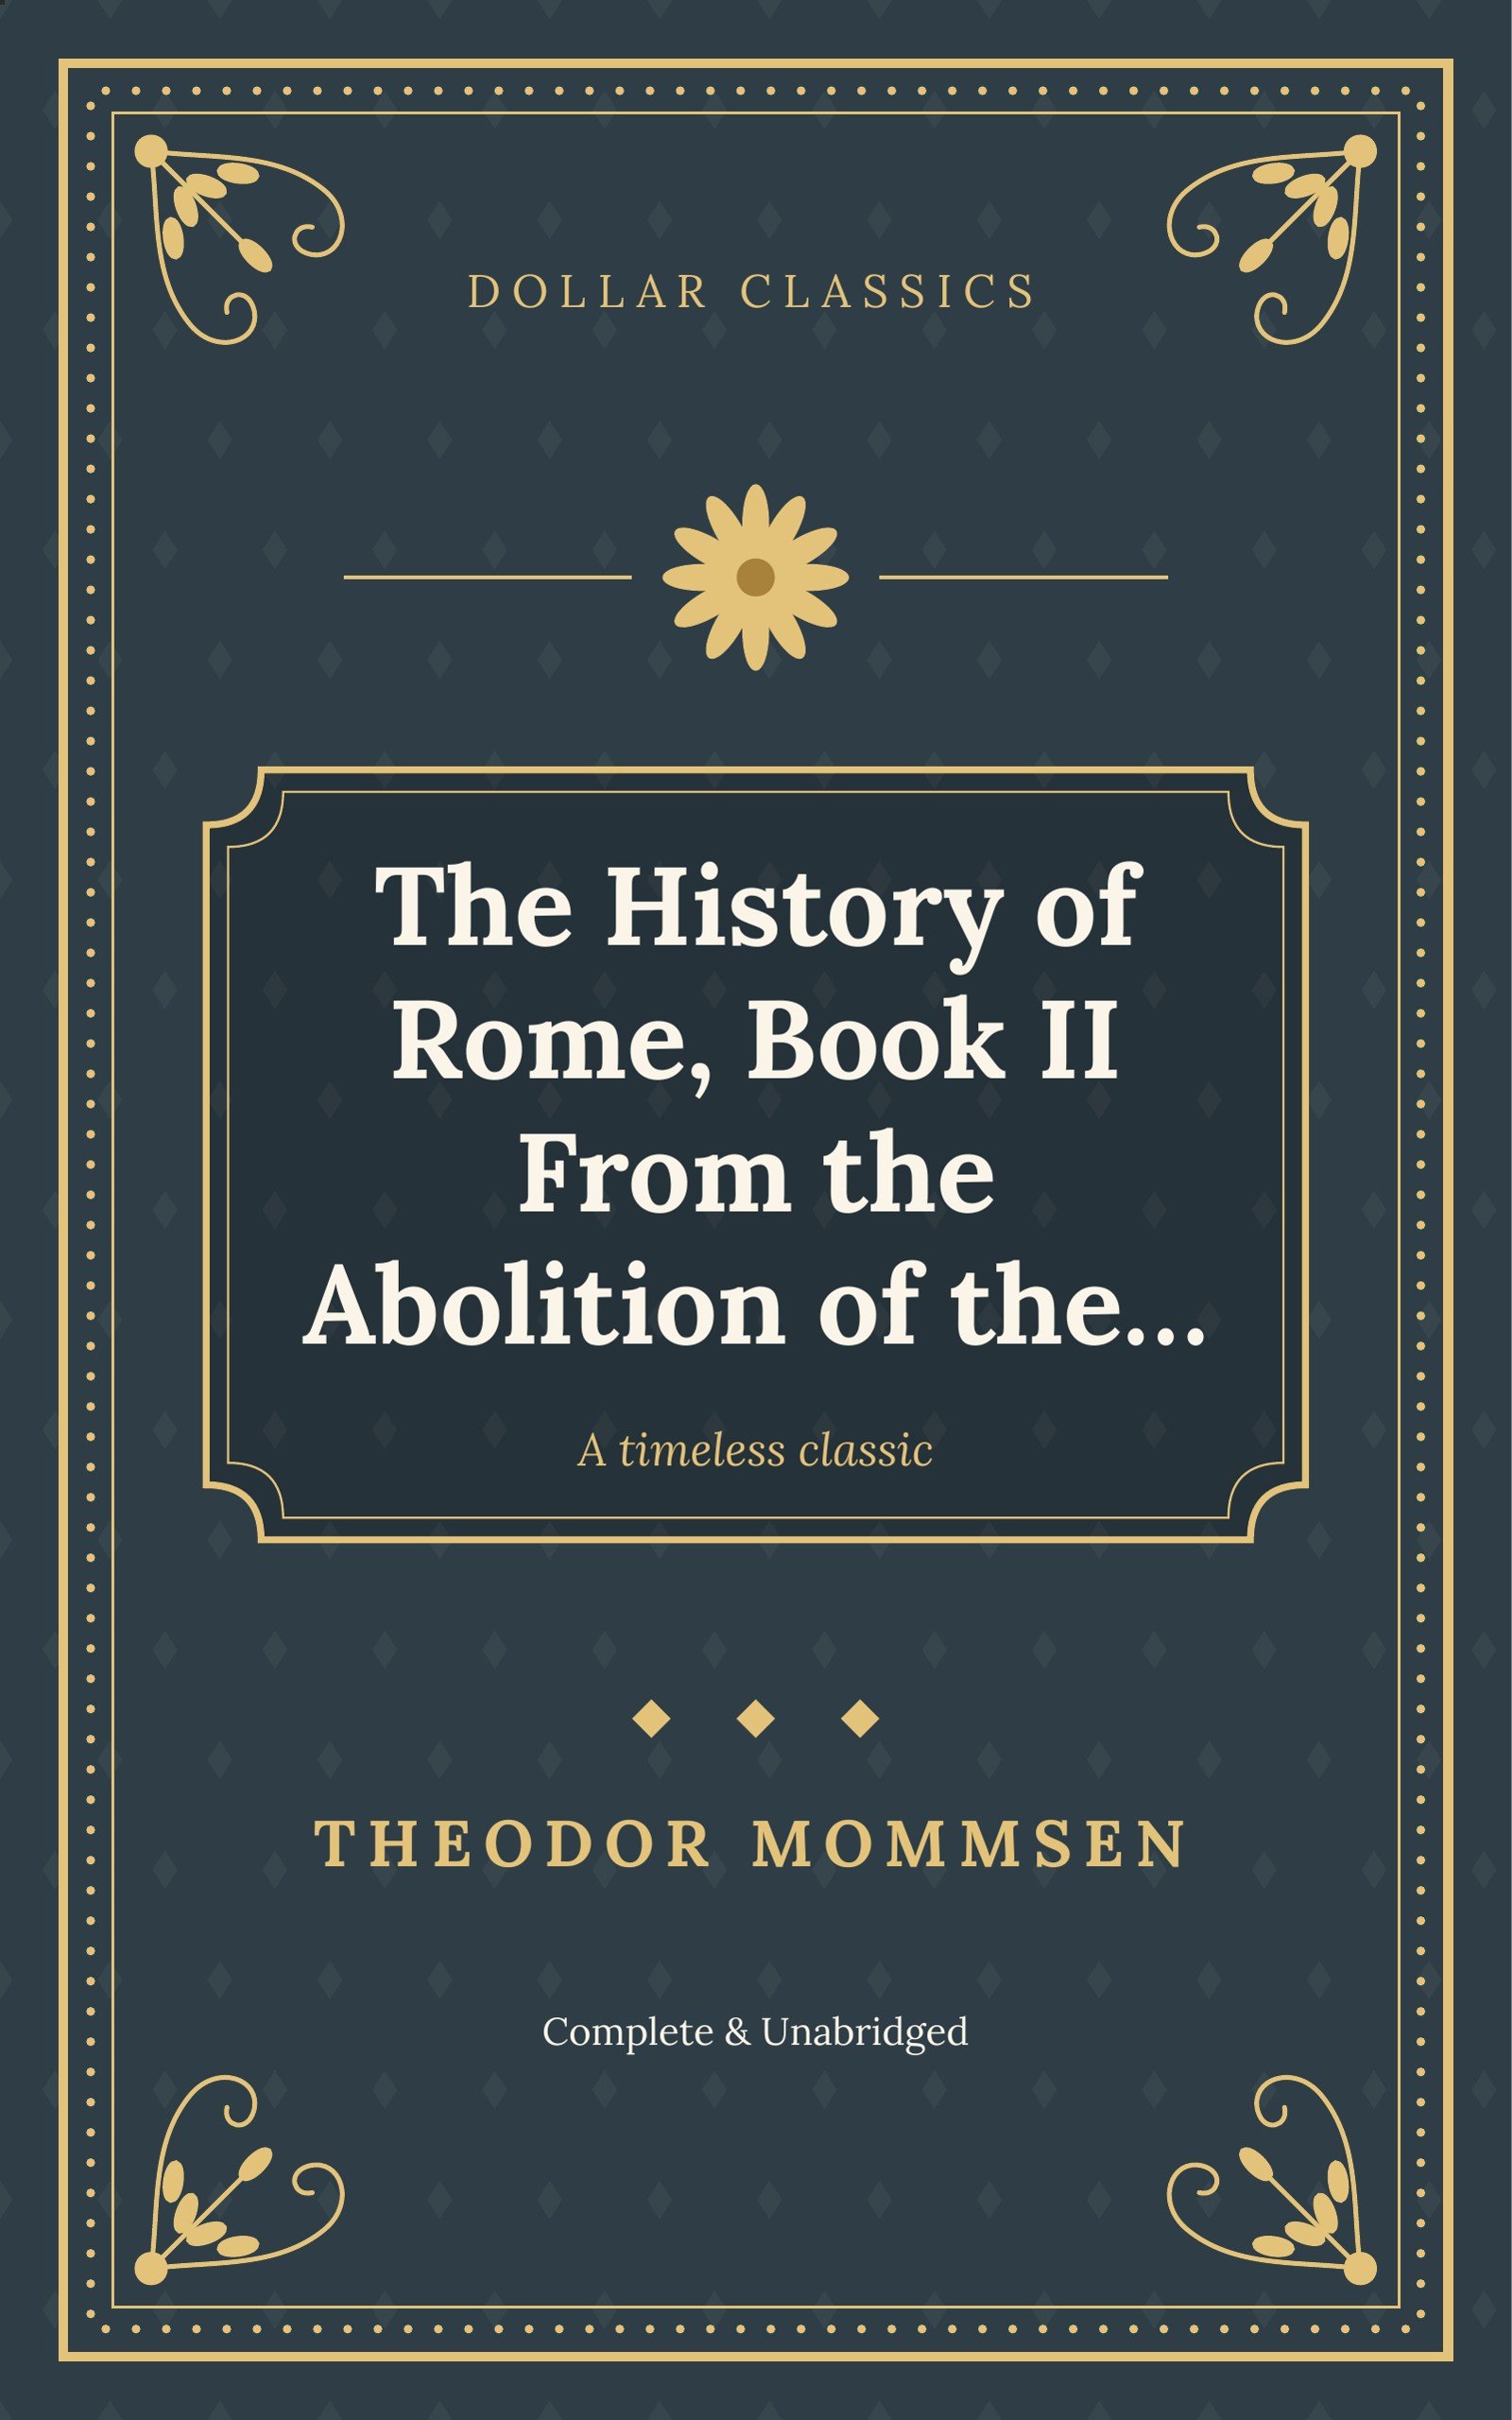 DOLLAR CLASSICS
The History of
Rome, Book II
From the
Abolition of the...
A timeless classic
THEODOR MOMMSEN
Complete & Unabridged